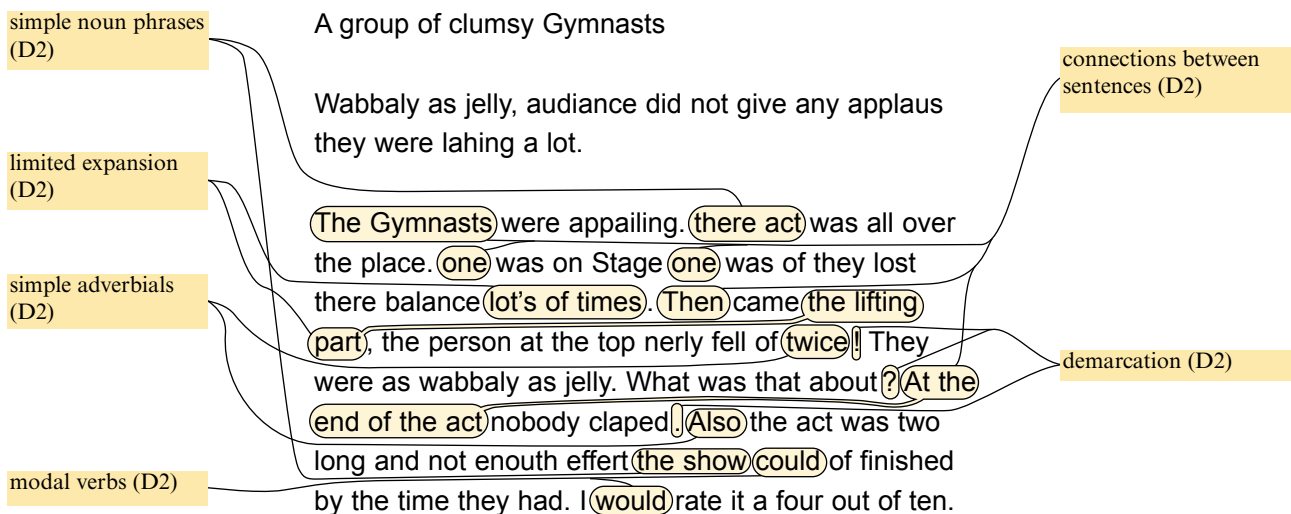 simple noun phrases
(D2)
limited expansion
(D2)
simple adverbials
(D2)
modal verbs (D2)
A group of clumsy Gymnasts
Wabbaly as jelly, audiance did not give any applaus
they were lahing a lot.
The Gymnasts were appailing. there act was all over
the place. one was on Stage one was of they lost
there balance lot's of times. Then came the lifting
part, the person at the top nerly fell of twice! They
were as wabbaly as jelly. What was that about? At the
end of the act nobody claped. Also the act was two
long and not enouth effert the show could of finished
by the time they had. I would rate it a four out of ten.
connections between
sentences (D2)
demarcation (D2)